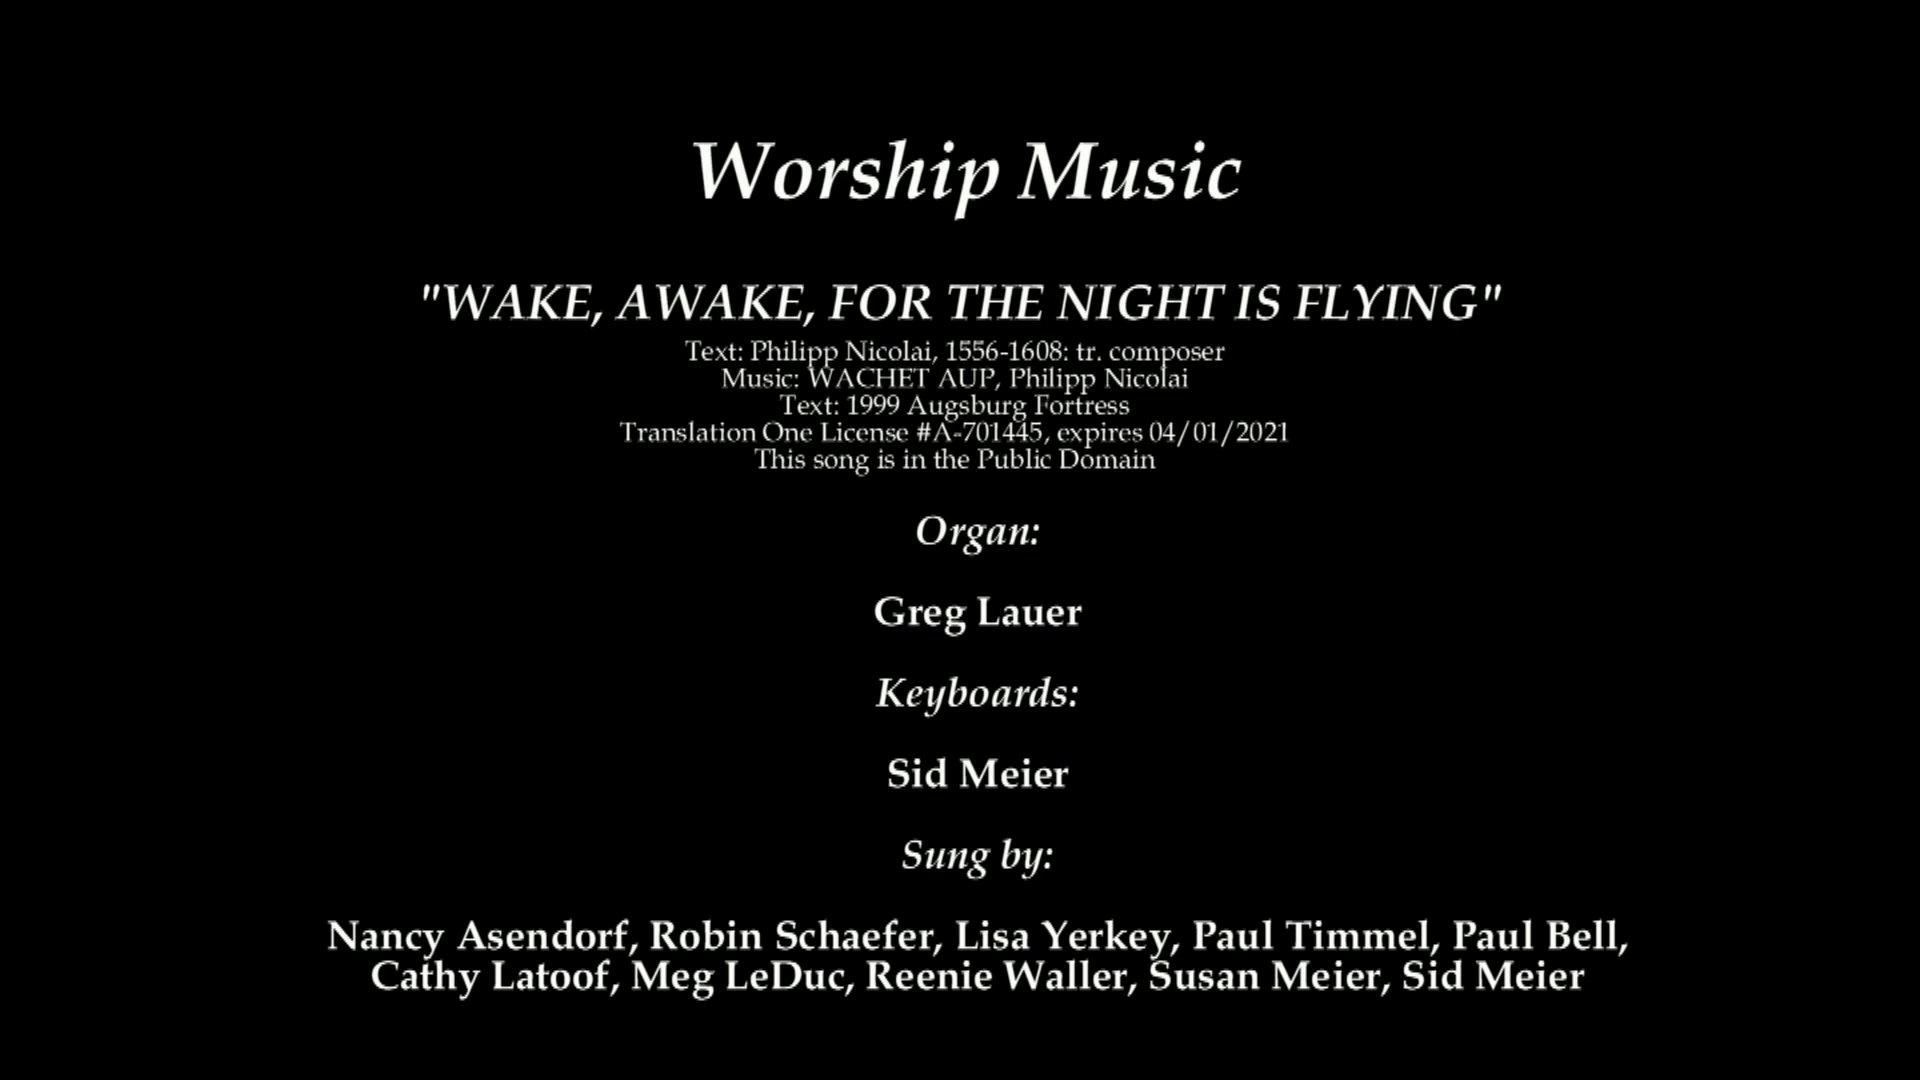 Worship Music
"WAKE, AWAKE, FOR THE NIGHT IS FLYING"
Text: Philipp Nicolai, 1556-1608: tr. composer
Music: WACHET AUP, Philipp Nicolai
Text: 1999 Augsburg Fortress
Translation One License #A-701445, expires 04/01/2021
This song is in the Public Domain
Organ:
Greg Lauer
Keyboards:
Sid Meier
Sung by:
Nancy Asendorf, Robin Schaefer, Lisa Yerkey, Paul Timmel, Paul Bell,
Cathy Latoof, Meg LeDuc, Reenie Waller, Susan Meier, Sid Meier